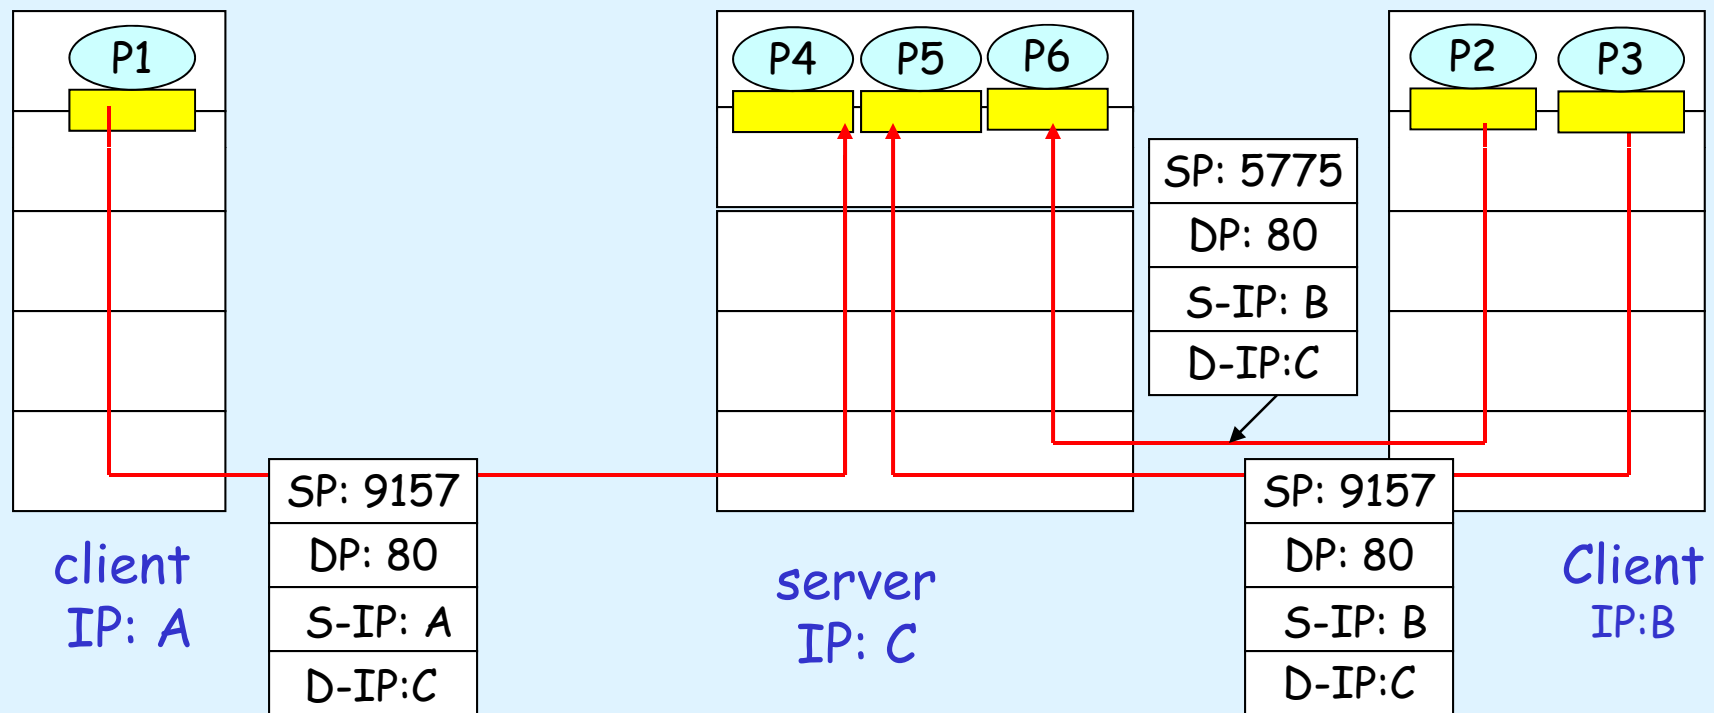 P1
P4
P5
P6
P2
P3
SP: 5775
DP: 80
S-IP: B
D-IP:C
SP: 9157
DP: 80
S-IP: A
D-IP:C
SP: 9157
DP: 80
S-IP: B
D-IP:C
client
IP: A
server
IP: C
Client
IP:B